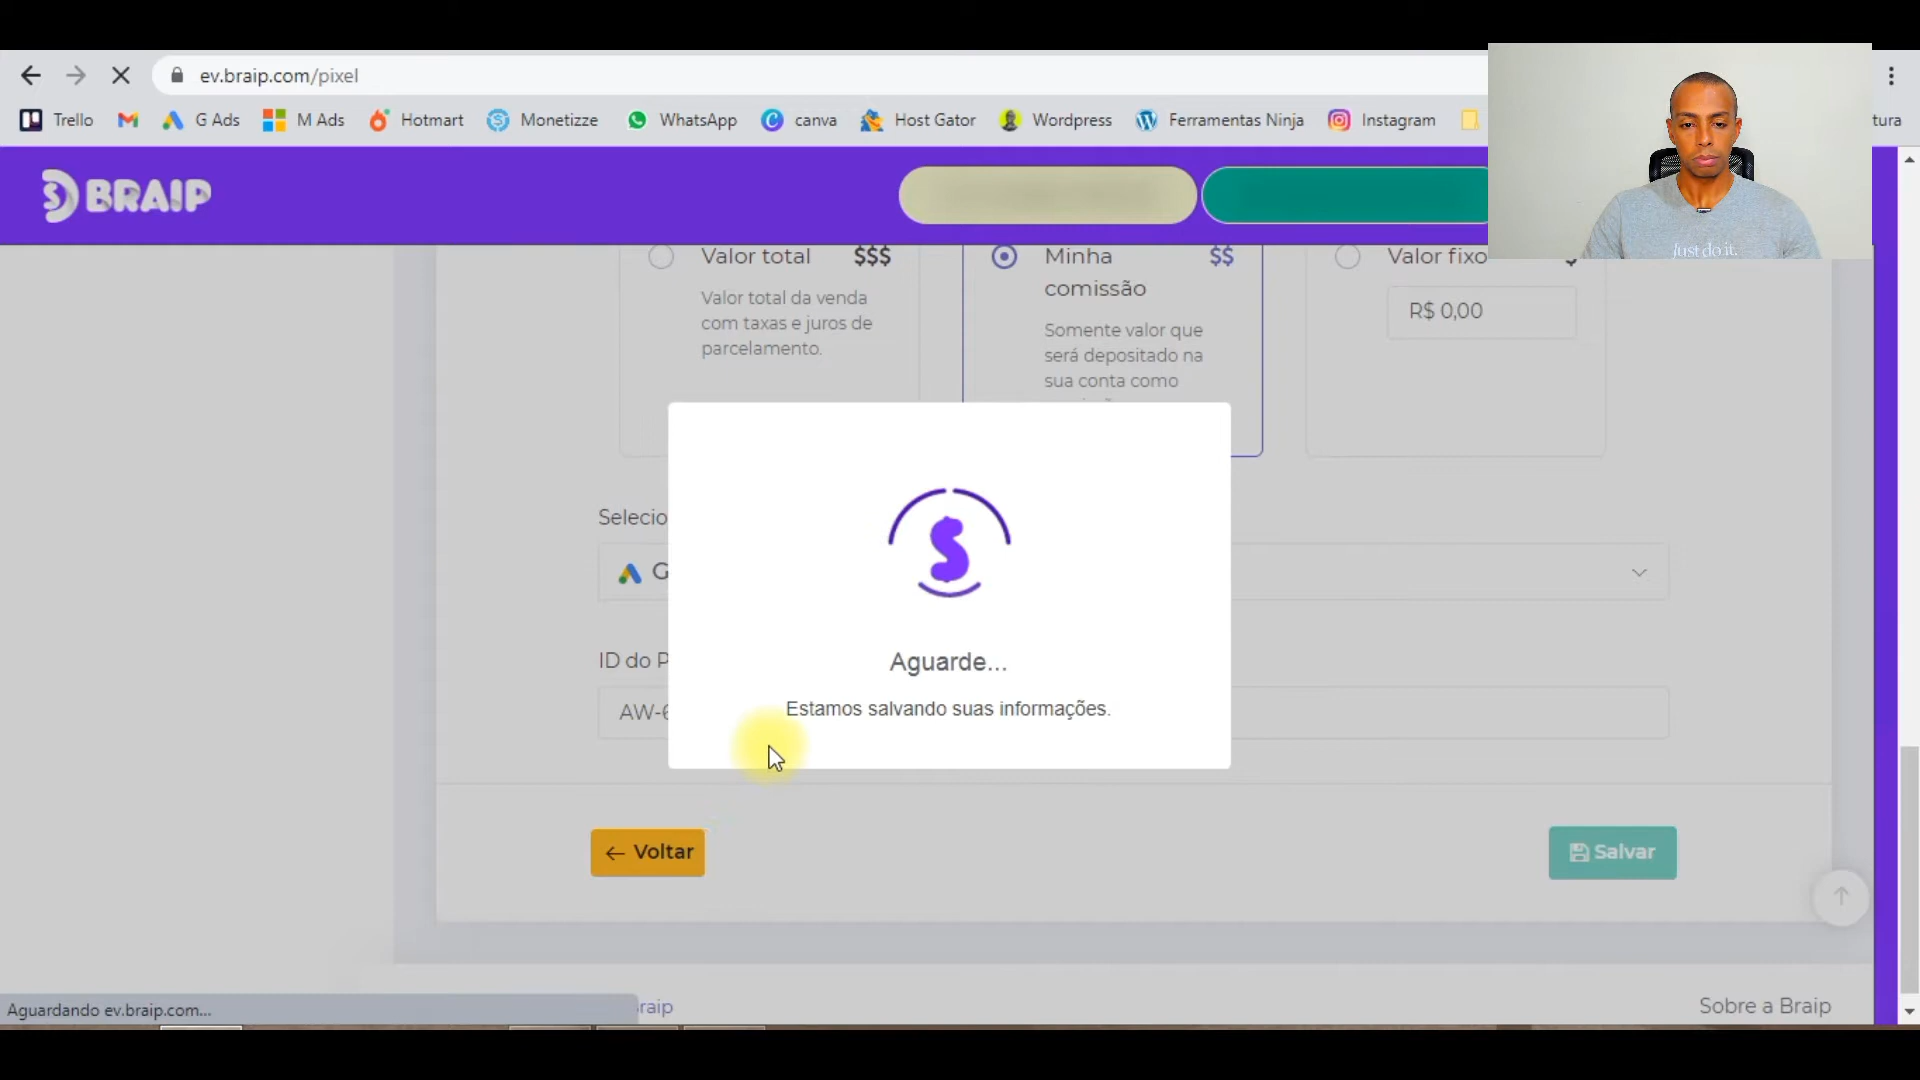 ev.braip.com/pixel
Trello
G Ads
M Ads
Hotmart
Monetizze
WhatsApp
canva
Host Gator
Wordpress
Ferramentas Ninja
Instagram
tura
BRAIP
Just do it.
Valor total $$$
Valor total da venda
com taxas e juros de
parcelamento.
Minha $$
comissão
Somente valor que
será depositado na
sua conta como
Valor fixo
R$ 0,00
Selecio
G
ID do P
AW-6
$
Aguarde...
Estamos salvando suas informações.
← Voltar
Salvar
Aguardando ev.braip.com...
raip
Sobre a Braip